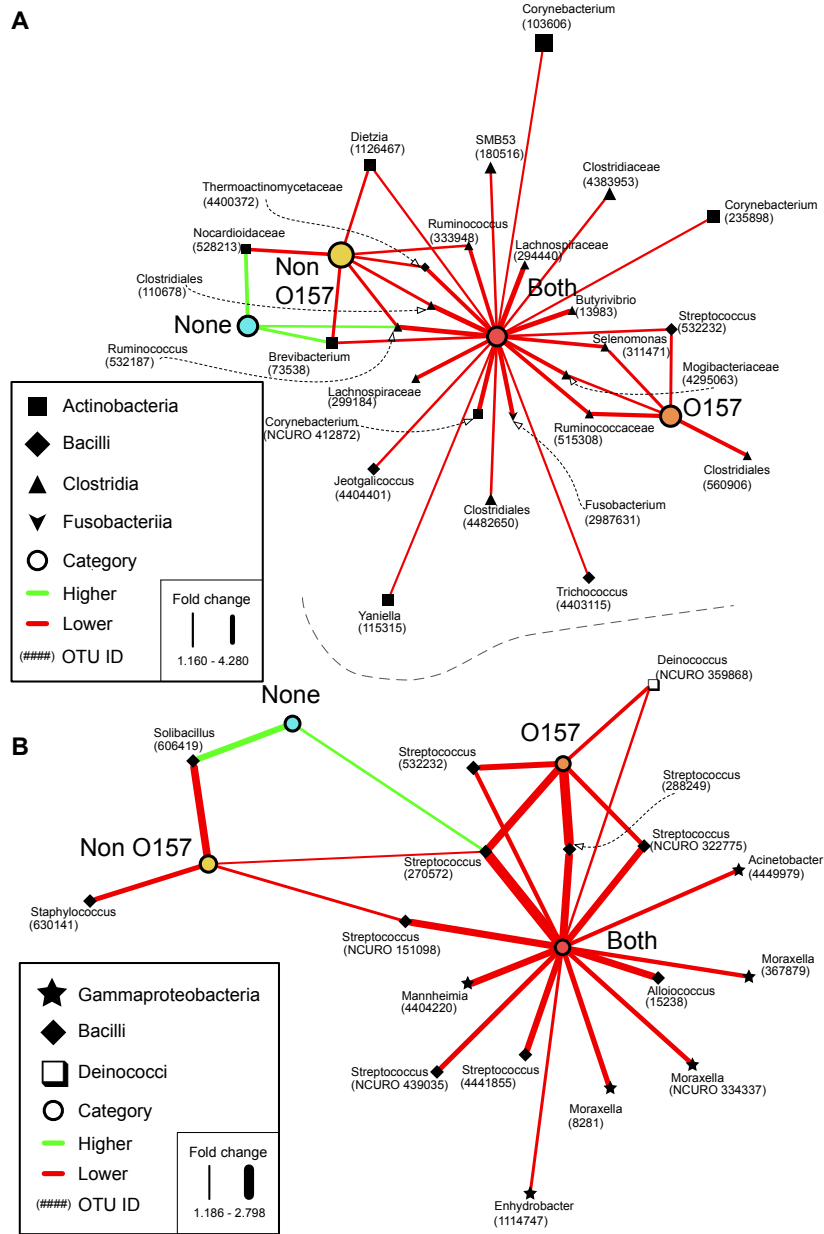 A
Corynebacterium
(103606)
Dietzia
(1126467)
SMB53
(180516)
Clostridiaceae
(4383953)
Thermoactinomycetaceae
(4400372)
Corynebacterium
(235898)
Nocardioidaceae
(528213)
Ruminococcus
(333948)
Lachnospiraceae
(294440)
Non
O157
Both
Clostridiales
(110678)
Butyrivibrio
(13983)
Streptococcus
(532232)
None
Selenomonas
(311471)
Ruminococcus
(532187)
Brevibacterium
(73538)
Mogibacteriaceae
(4295063)
Lachnospiraceae
(299184)
O157
Corynebacterium
(NCURO 412872)
Ruminococcaceae
(515308)
Clostridiales
(560906)
Jeotgalicoccus
(4404401)
Clostridiales
(4482650)
Fusobacterium
(2987631)
Yaniella
(115315)
Trichococcus
(4403115)
Actinobacteria
Bacilli
Clostridia
Fusobacteriia
Category
Higher
Lower
(####) OTU ID
Fold change
1.160 - 4.280
B
None
Deinococcus
(NCURO 359868)
Solibacillus
(606419)
O157
Streptococcus
(532232)
Streptococcus
(288249)
Non O157
Streptococcus
(270572)
Streptococcus
(NCURO 322775)
Acinetobacter
(4449979)
Staphylococcus
(630141)
Streptococcus
(NCURO 151098)
Both
Moraxella
(367879)
Mannheimia
(4404220)
Alloiococcus
(15238)
Streptococcus
(NCURO 439035)
Streptococcus
(4441855)
Moraxella
(8281)
Moraxella
(NCURO 334337)
Enhydrobacter
(1114747)
Gammaproteobacteria
Bacilli
Deinococci
Category
Higher
Lower
(####) OTU ID
Fold change
1.186 - 2.798